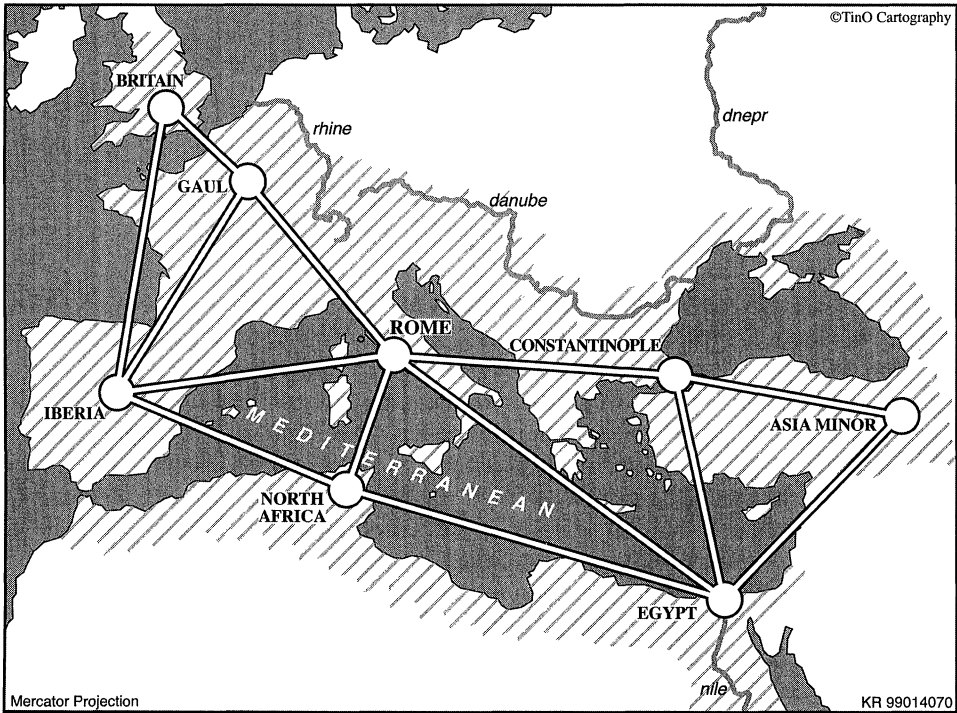 ©TinO Cartography
BRITAIN
rhine
dnepr
GAUL
danube
ROME
CONSTANTINOPLE
IBERIA
ASIA MINOR
MEDITERRANEAN
NORTH
AFRICA
EGYPT
nile
Mercator Projection
KR 99014070